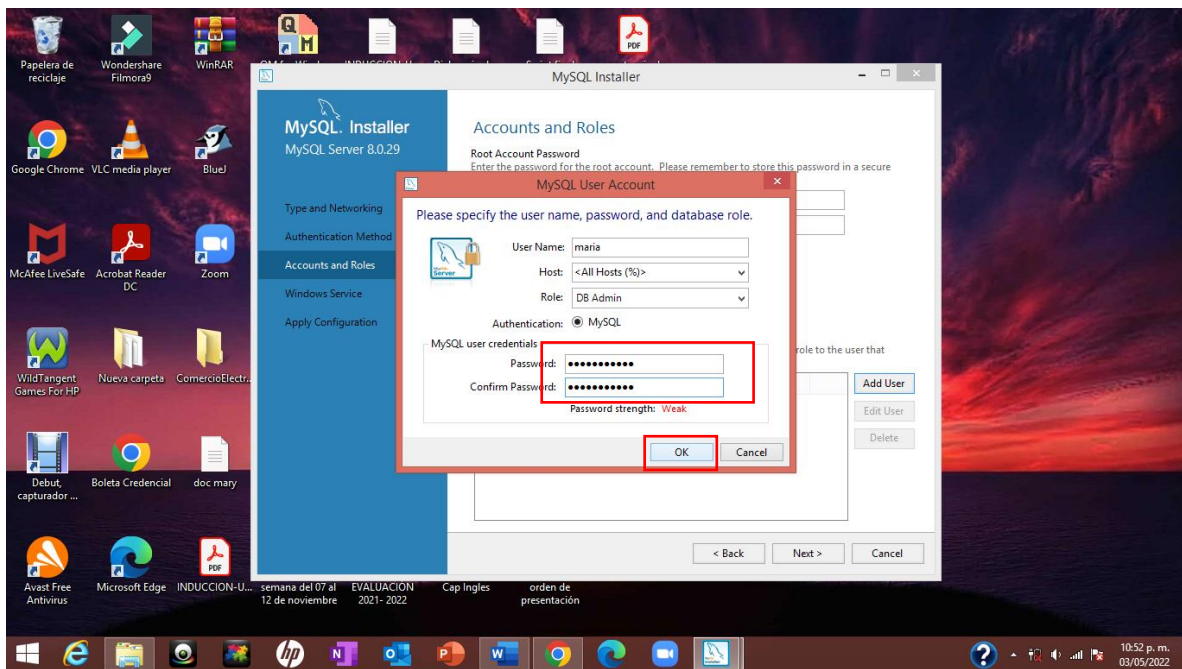 Papelera de
reciclaje
Wondershare
Filmora9
WinRAR
PDF
MySQL Installer
MySQL. Installer
MySQL Server 8.0.29
Type and Networking
Authentication Method
Accounts and Roles
Windows Service
Apply Configuration
Accounts and Roles
Root Account Password
Enter the password for the root account. Please remember to store this password in a secure
MySQL User Account
Please specify the user name, password, and database role.
Server
User Name: maria
Host: <All Hosts (%)>
Role: DB Admin
Authentication: MySQL
MySQL user credentials
Password: •••••••••••
Confirm Password: •••••••••••
Password strength: Weak
OK Cancel
role to the user that
Add User
Edit User
Delete
< Back Next > Cancel
Google Chrome VLC media player BlueJ
McAfee LiveSafe Acrobat Reader
DC
Zoom
WildTangent
Games For HP
Nueva carpeta ComercioElectr...
Debut,
capturador ...
Boleta Credencial doc mary
Avast Free
Antivirus
Microsoft Edge
PDF
INDUCCION-U...
semana del 07 al
12 de noviembre
EVALUACIÓN
2021- 2022
Cap Ingles
orden de
presentación
10:52 p. m.
03/05/2022